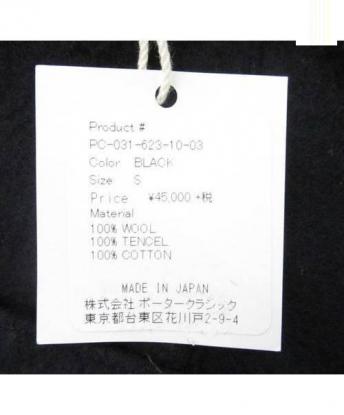 Product #
PC-031-623-10-03
Color BLACK
Size S
Price ¥45,000 +税
Material
100% WOOL
100% TENCEL
100% COTTON
MADE IN JAPAN
株式会社 ポータークラシック
東京都台東区花川戸2-9-4